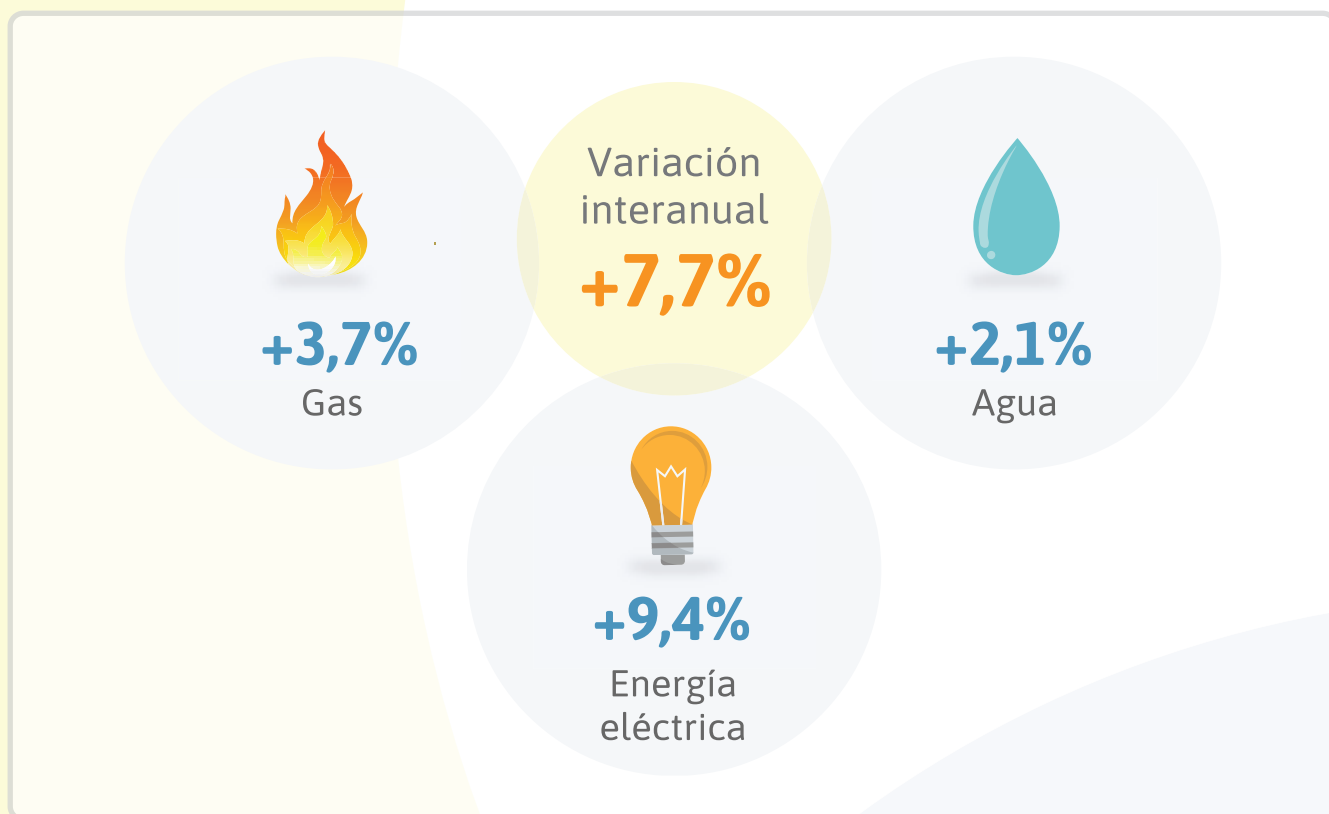 Variación
interanual
+7,7%
+3,7%
Gas
+2,1%
Agua
+9,4%
Energía
eléctrica